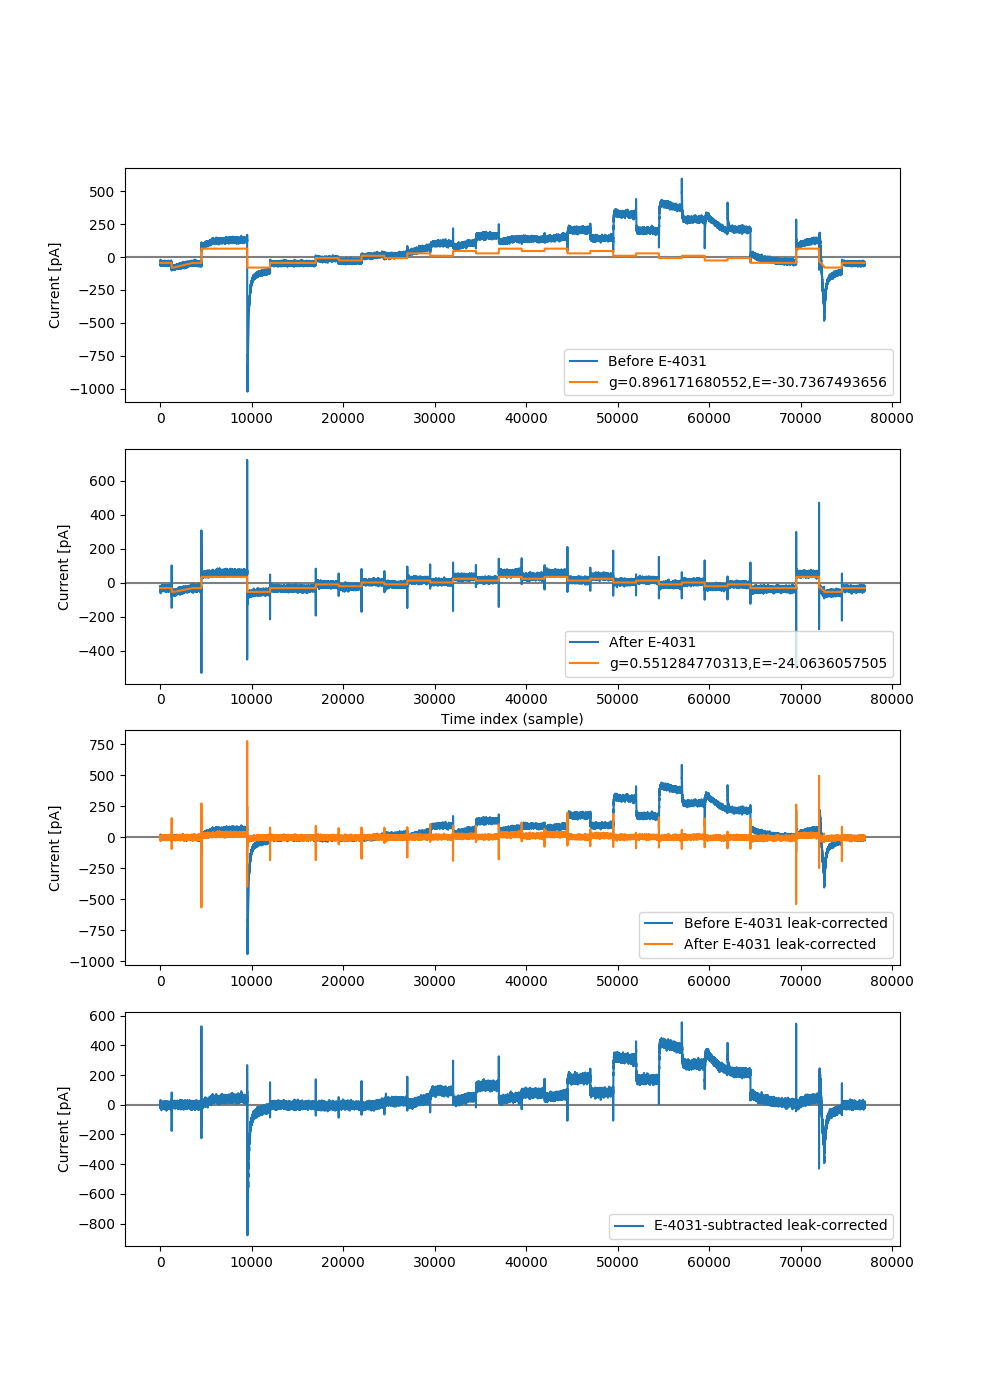 500
250
0
−250
−500
−750
−1000
Current [pA]
Before E-4031
g=0.896171680552,E=-30.7367493656
0 10000 20000 30000 40000 50000 60000 70000 80000
600
400
200
0
−200
−400
Current [pA]
After E-4031
g=0.551284770313,E=-24.0636057505
0 10000 20000 30000 40000 50000 60000 70000 80000
Time index (sample)
750
500
250
0
−250
−500
−750
−1000
Current [pA]
Before E-4031 leak-corrected
After E-4031 leak-corrected
0 10000 20000 30000 40000 50000 60000 70000 80000
600
400
200
0
−200
−400
−600
−800
Current [pA]
E-4031-subtracted leak-corrected
0 10000 20000 30000 40000 50000 60000 70000 80000